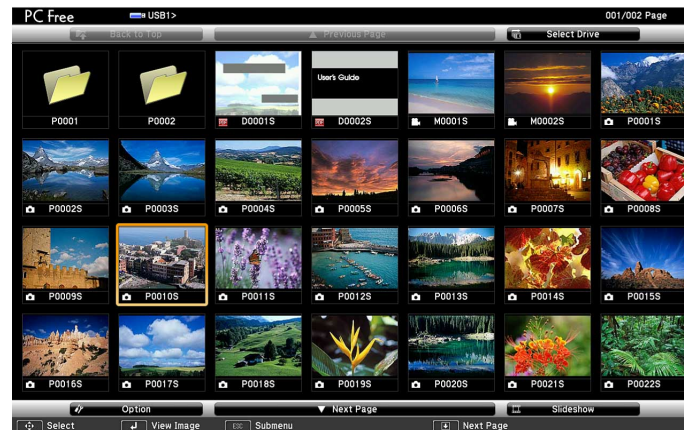 PC Free USB1> 001/002 Page
Back to Top Previous Page Select Drive
User's Guide
P0001 P0002 D0001S D0002S M0001S M0002S P0001S
P0002S P0003S P0004S P0005S P0006S P0007S P0008S
P0009S P0010S P0011S P0012S P0013S P0014S P0015S
P0016S P0017S P0018S P0019S P0020S P0021S P0022S
Option Next Page Slideshow
Select View Image Esc Submenu Next Page